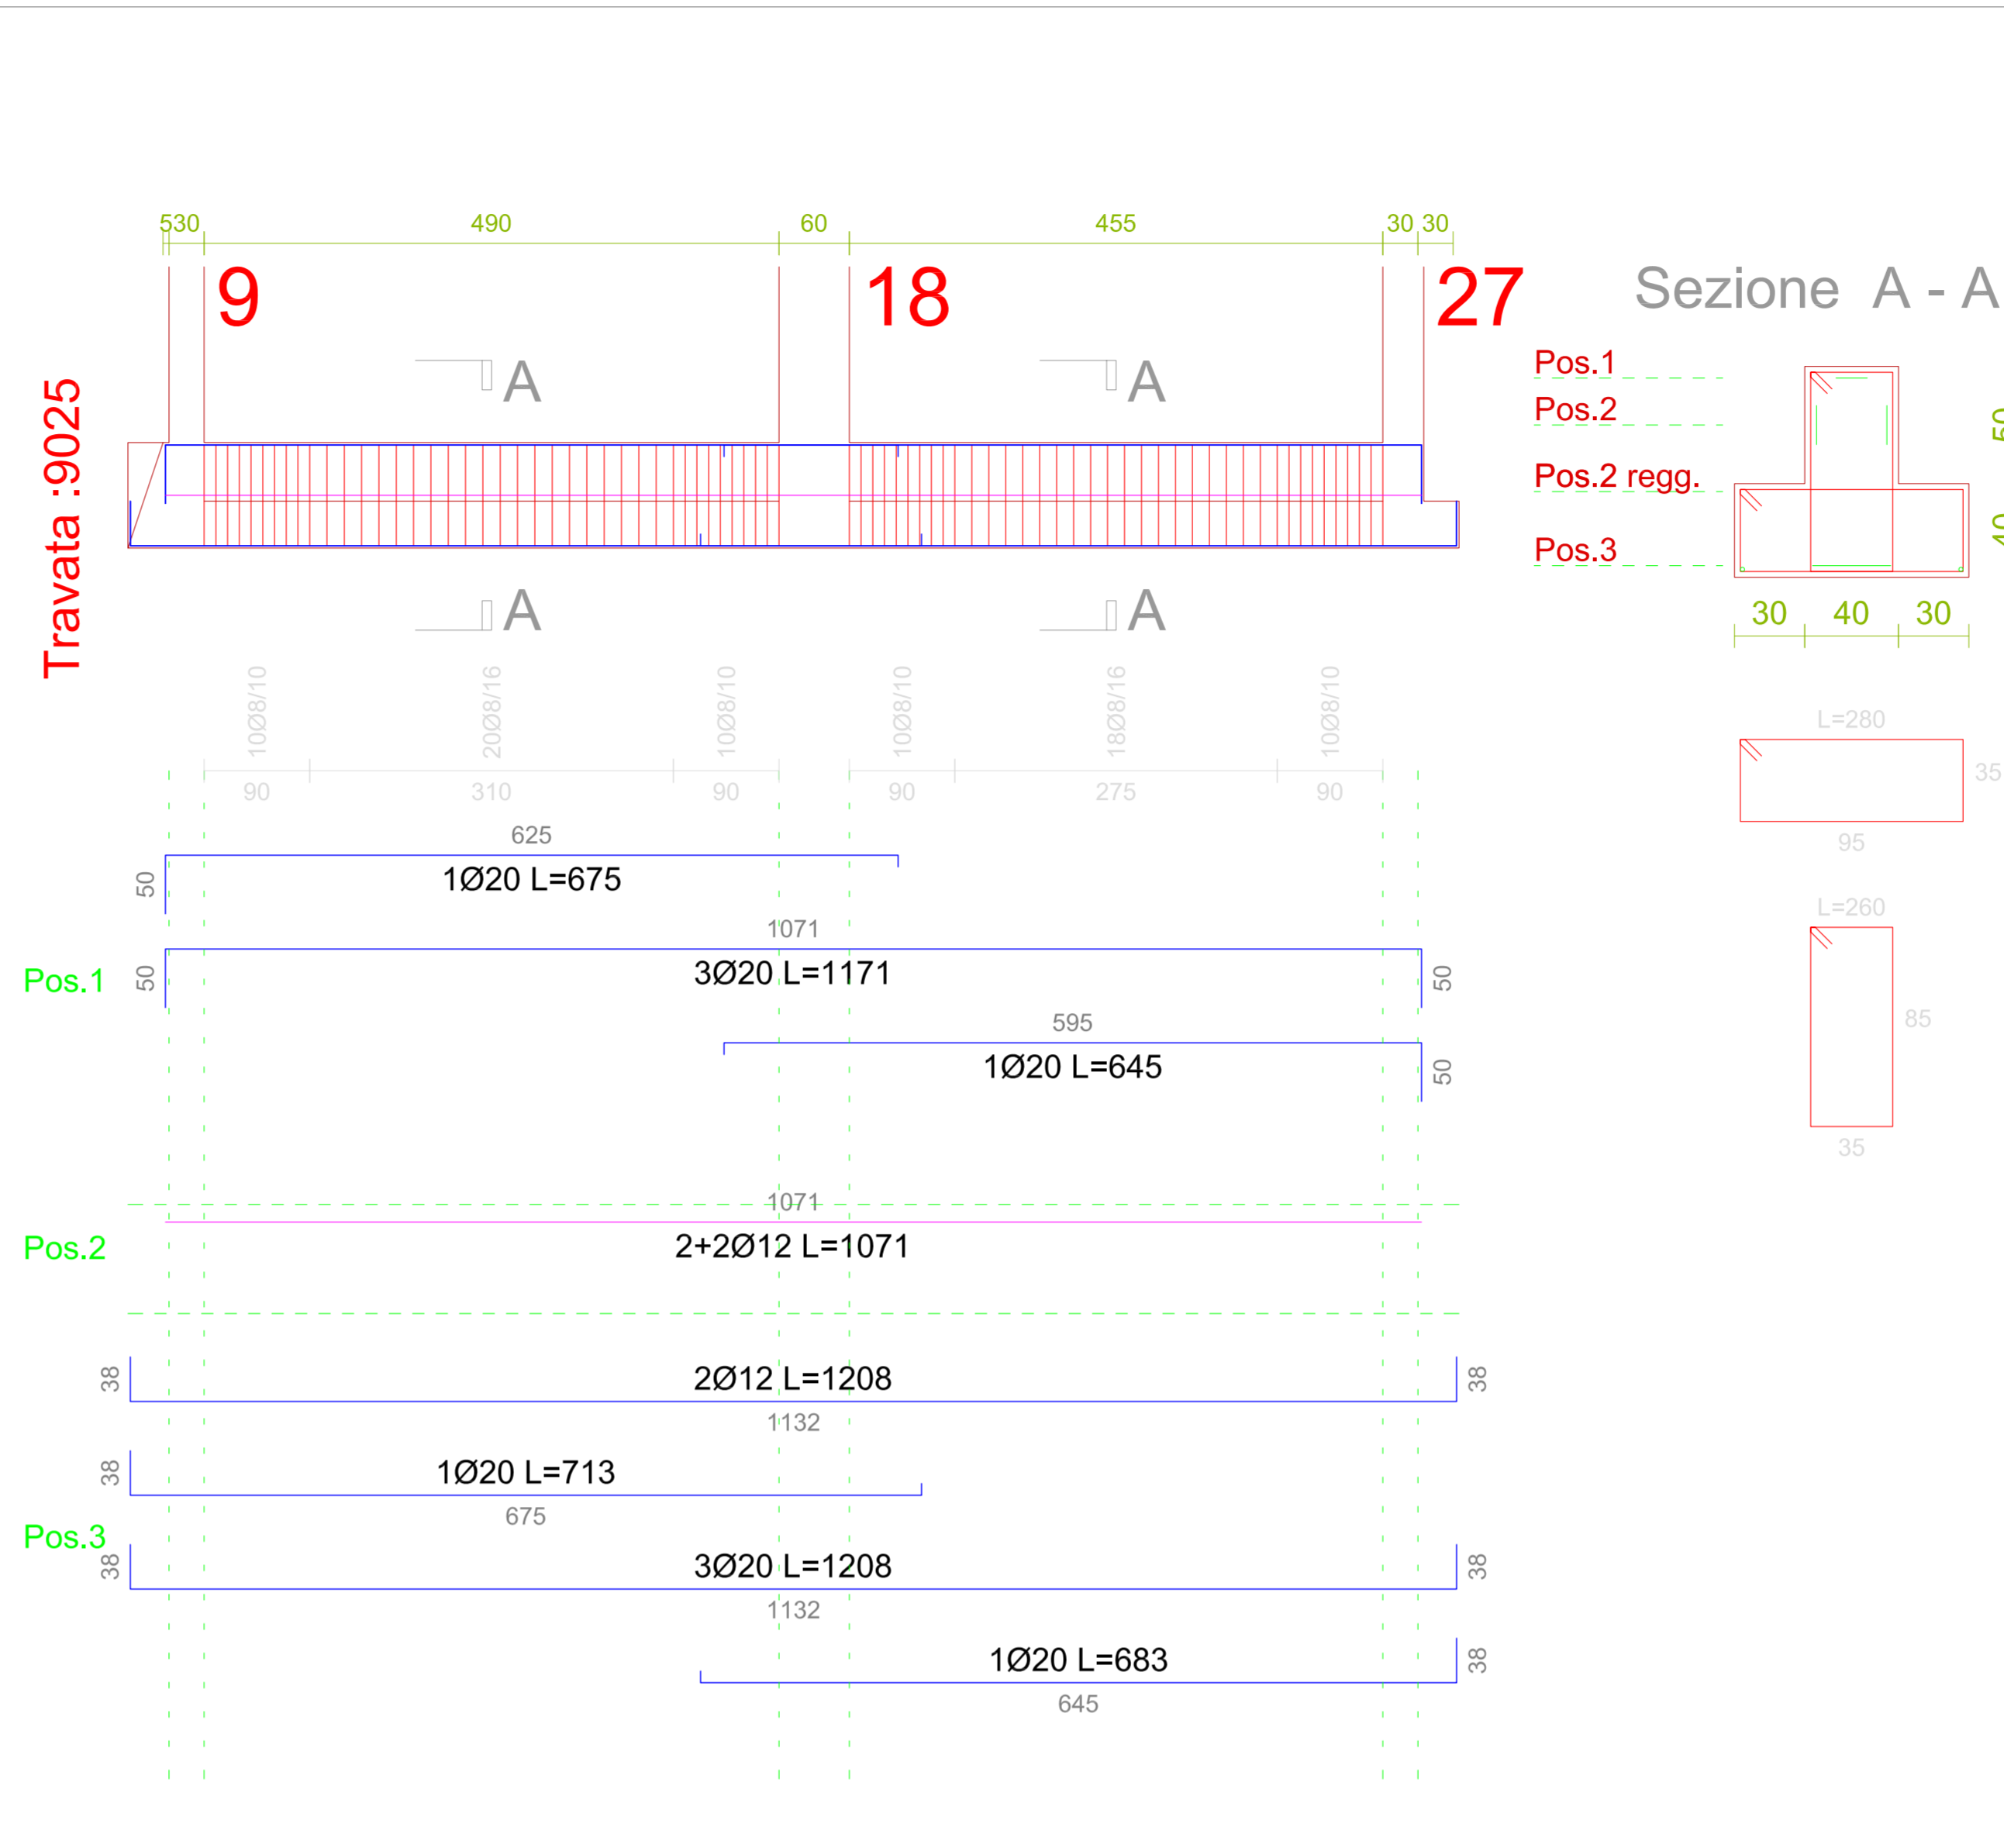 530 490 60 455 30 30
9 18 27
Sezione A - A
Travata :9025
A A
Pos.1
Pos.2
Pos.2 regg.
Pos.3
50
40
A A
30 40 30
10Ø8/10 20Ø8/16 10Ø8/10 10Ø8/10 18Ø8/16 10Ø8/10
90 310 90 90 275 90
L=280
35
95
625
50
1Ø20 L=675
L=260
85
35
Pos.1
1071
50
3Ø20 L=1171
50
595
1Ø20 L=645
50
Pos.2
1071
2+2Ø12 L=1071
38
2Ø12 L=1208
38
1132
38
1Ø20 L=713
675
Pos.3
38
3Ø20 L=1208
38
1132
1Ø20 L=683
38
645